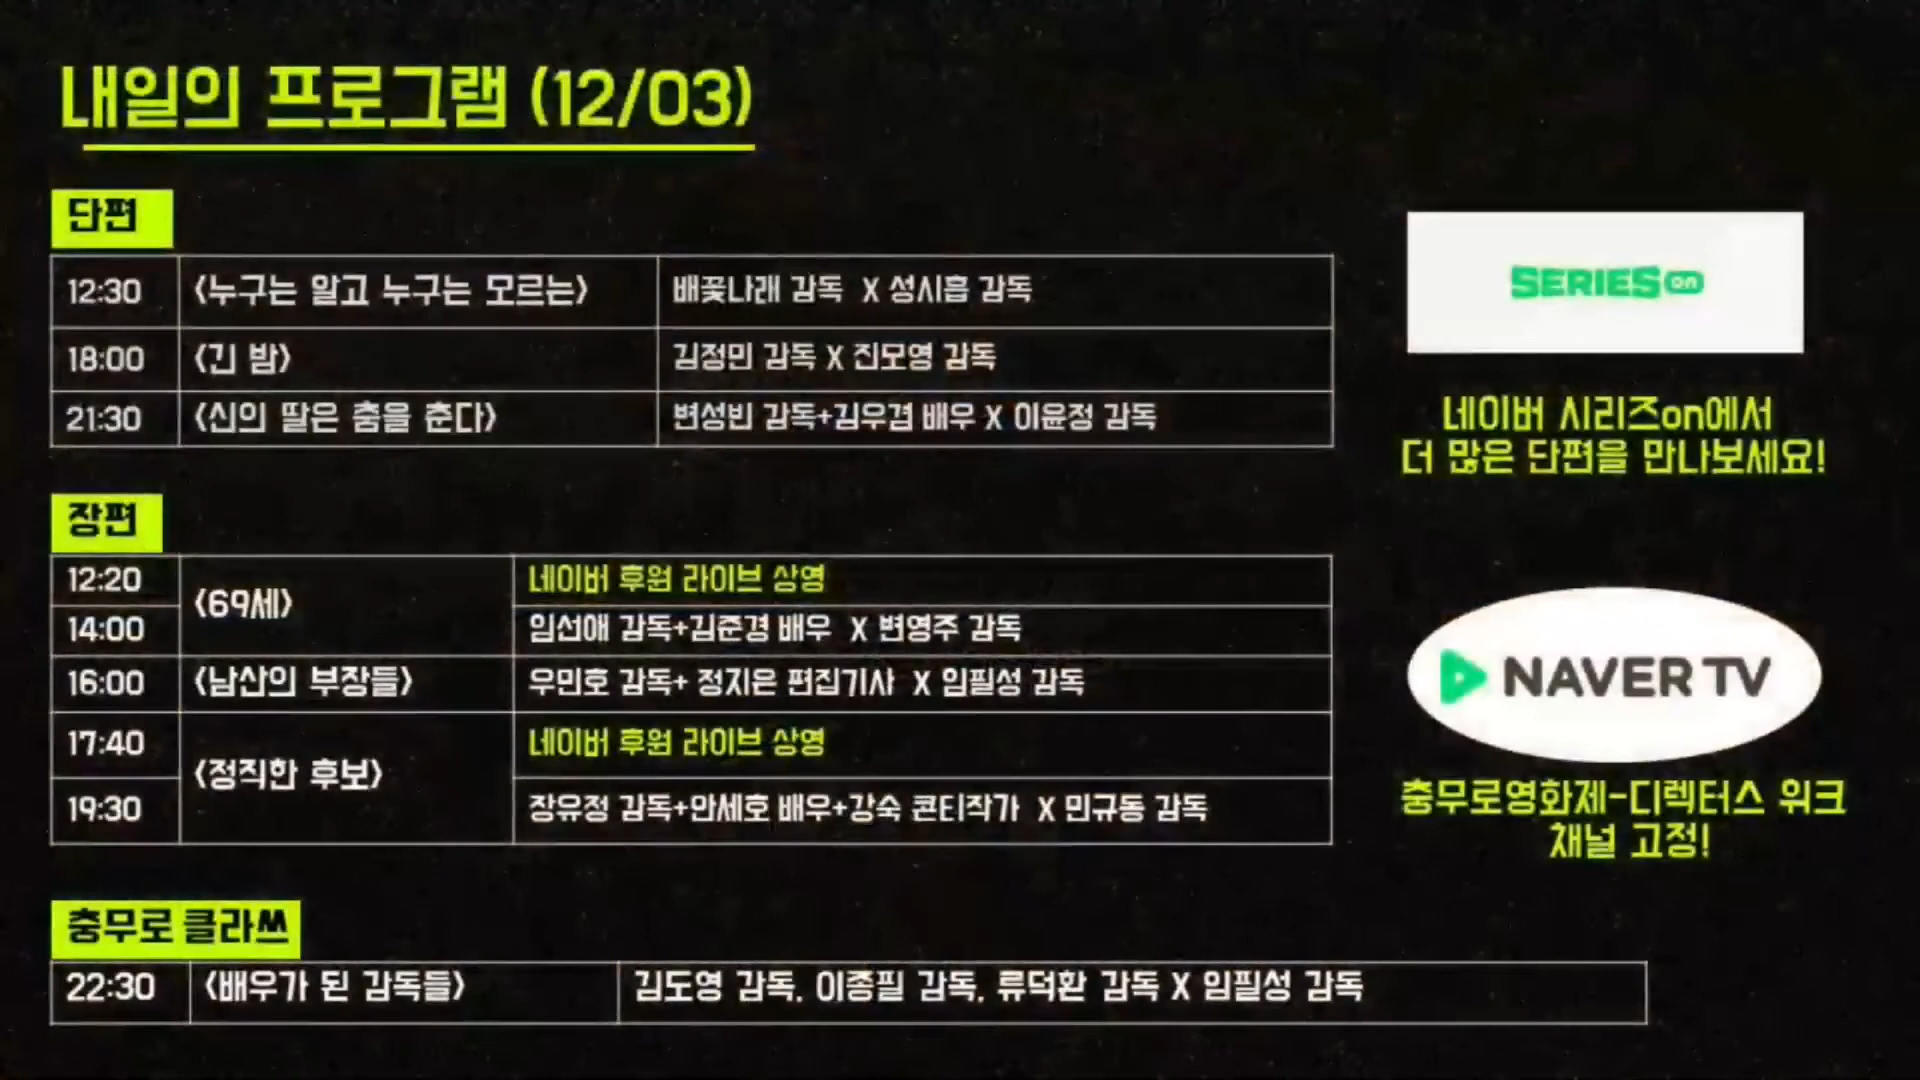 내일의 프로그램 (12/03)
단편
12:30 <누구는 알고 누구는 모르는> 배꽃나래 감독 X 성시흡 감독
18:00 <긴 밤> 김정민 감독 X 진모영 감독
21:30 <신의 딸은 춤을 춘다> 변성빈 감독+김우겸 배우 X 이윤정 감독
SERIES on
네이버 시리즈on에서
더 많은 단편을 만나보세요!
장편
12:20 <69세> 네이버 후원 라이브 상영
14:00 임선애 감독+김준경 배우 X 변영주 감독
16:00 <남산의 부장들> 우민호 감독+ 정지은 편집기사 X 임필성 감독
17:40 <정직한 후보> 네이버 후원 라이브 상영
19:30 장유정 감독+안세호 배우+강숙 콘티작가 X 민규동 감독
NAVER TV
충무로영화제-디렉터스 위크
채널 고정!
충무로 클라쓰
22:30 <배우가 된 감독들> 김도영 감독, 이종필 감독, 류덕환 감독 X 임필성 감독